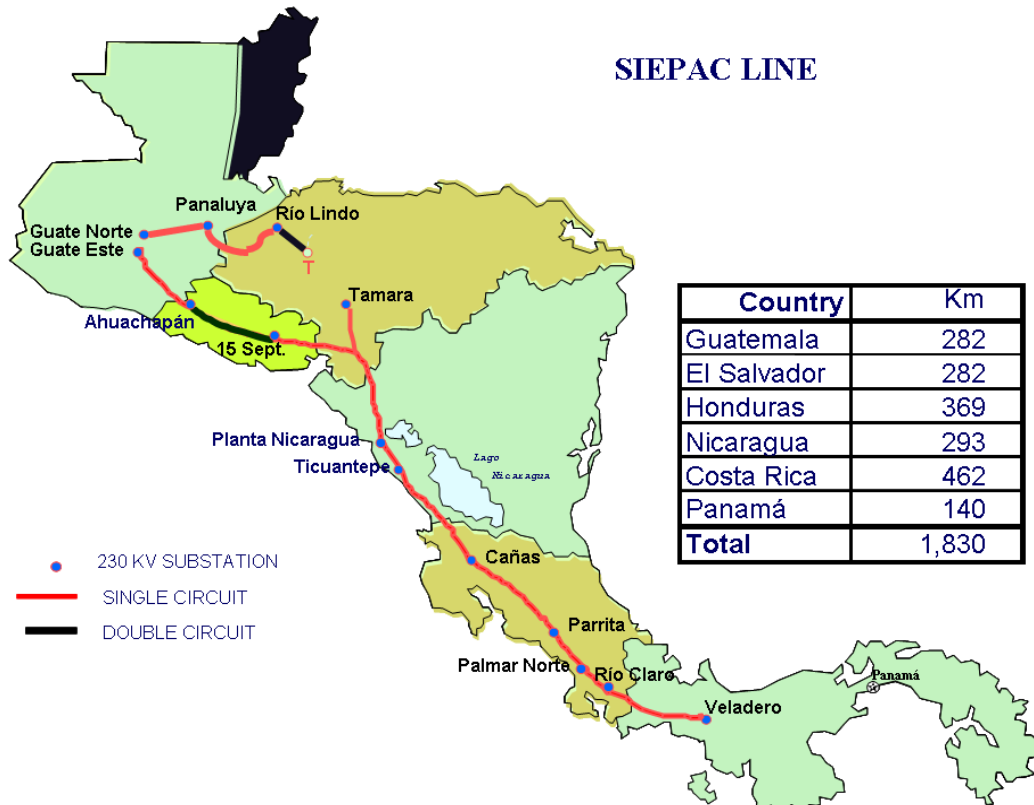 SIEPAC LINE
Panaluya
Río Lindo
Guate Norte
Guate Este
T
Tamara
Ahuachapán
15 Sept.
Planta Nicaragua
Ticuantepe
Lago
Nicaragua
Cañas
Parrita
Palmar Norte
Río Claro
Veladero
Panamá
Country Km
Guatemala 282
El Salvador 282
Honduras 369
Nicaragua 293
Costa Rica 462
Panamá 140
Total 1,830
230 KV SUBSTATION
SINGLE CIRCUIT
DOUBLE CIRCUIT